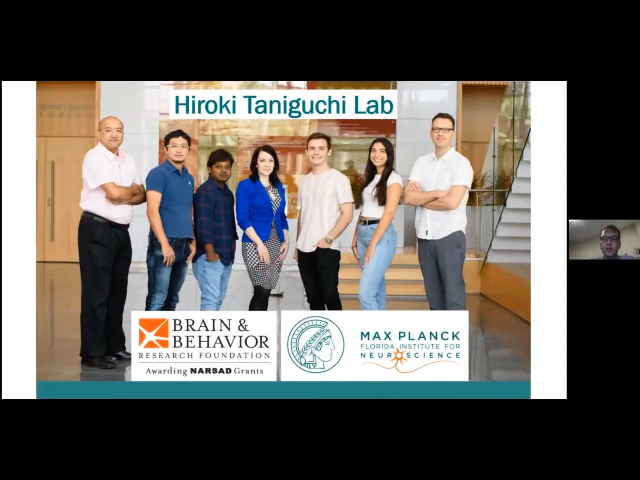 Hiroki Taniguchi Lab
BRAIN &
BEHAVIOR
RESEARCH FOUNDATION
Awarding NARSAD Grants
MAX PLANCK
FLORIDA INSTITUTE FOR
NEUROSCIENCE